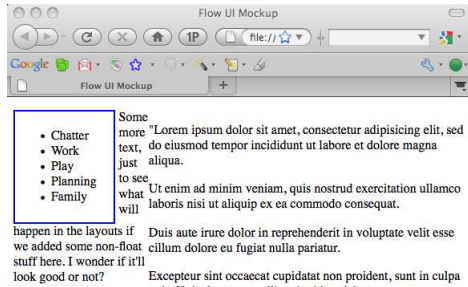 Flow UI Mockup
1P
file://
Google
Flow UI Mockup
+
• Chatter
• Work
• Play
• Planning
• Family
Some
more
text,
just
to see
what
will
happen in the layouts if
we added some non-float
stuff here. I wonder if it'll
look good or not?
"Lorem ipsum dolor sit amet, consectetur adipisicing elit, sed
do eiusmod tempor incididunt ut labore et dolore magna
aliqua.
Ut enim ad minim veniam, quis nostrud exercitation ullamco
laboris nisi ut aliquip ex ea commodo consequat.
Duis aute irure dolor in reprehenderit in voluptate velit esse
cillum dolore eu fugiat nulla pariatur.
Excepteur sint occaecat cupidatat non proident, sunt in culpa